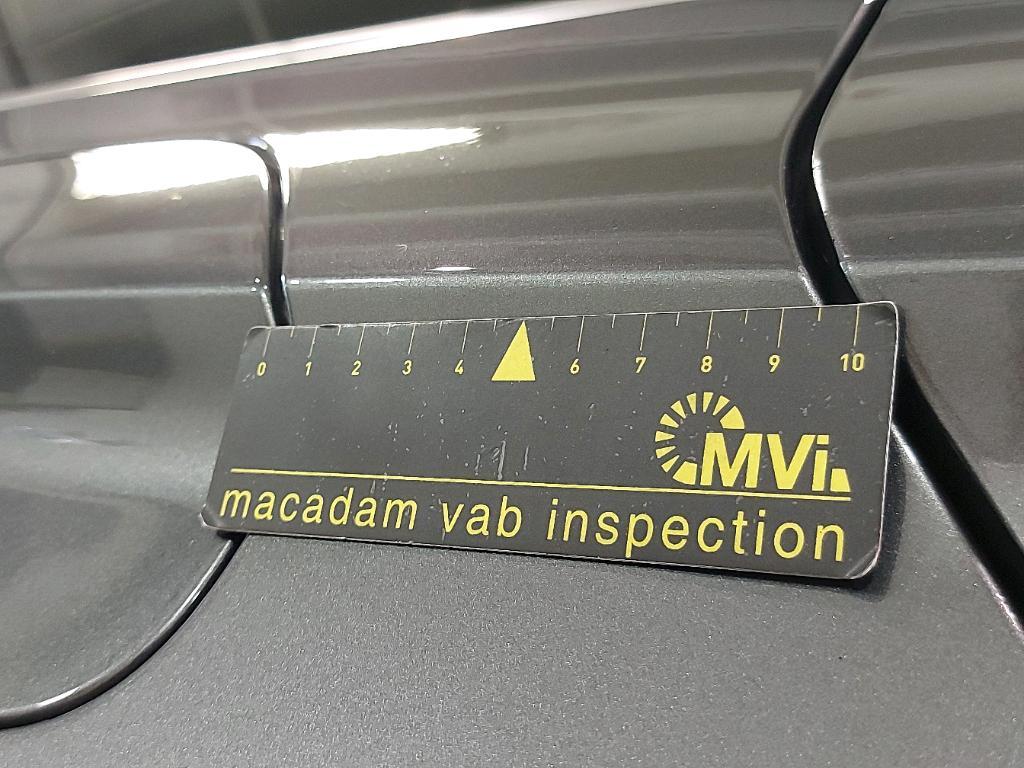 0 1 2 3 4 6 7 8 9 10
MVi
macadam vab inspection